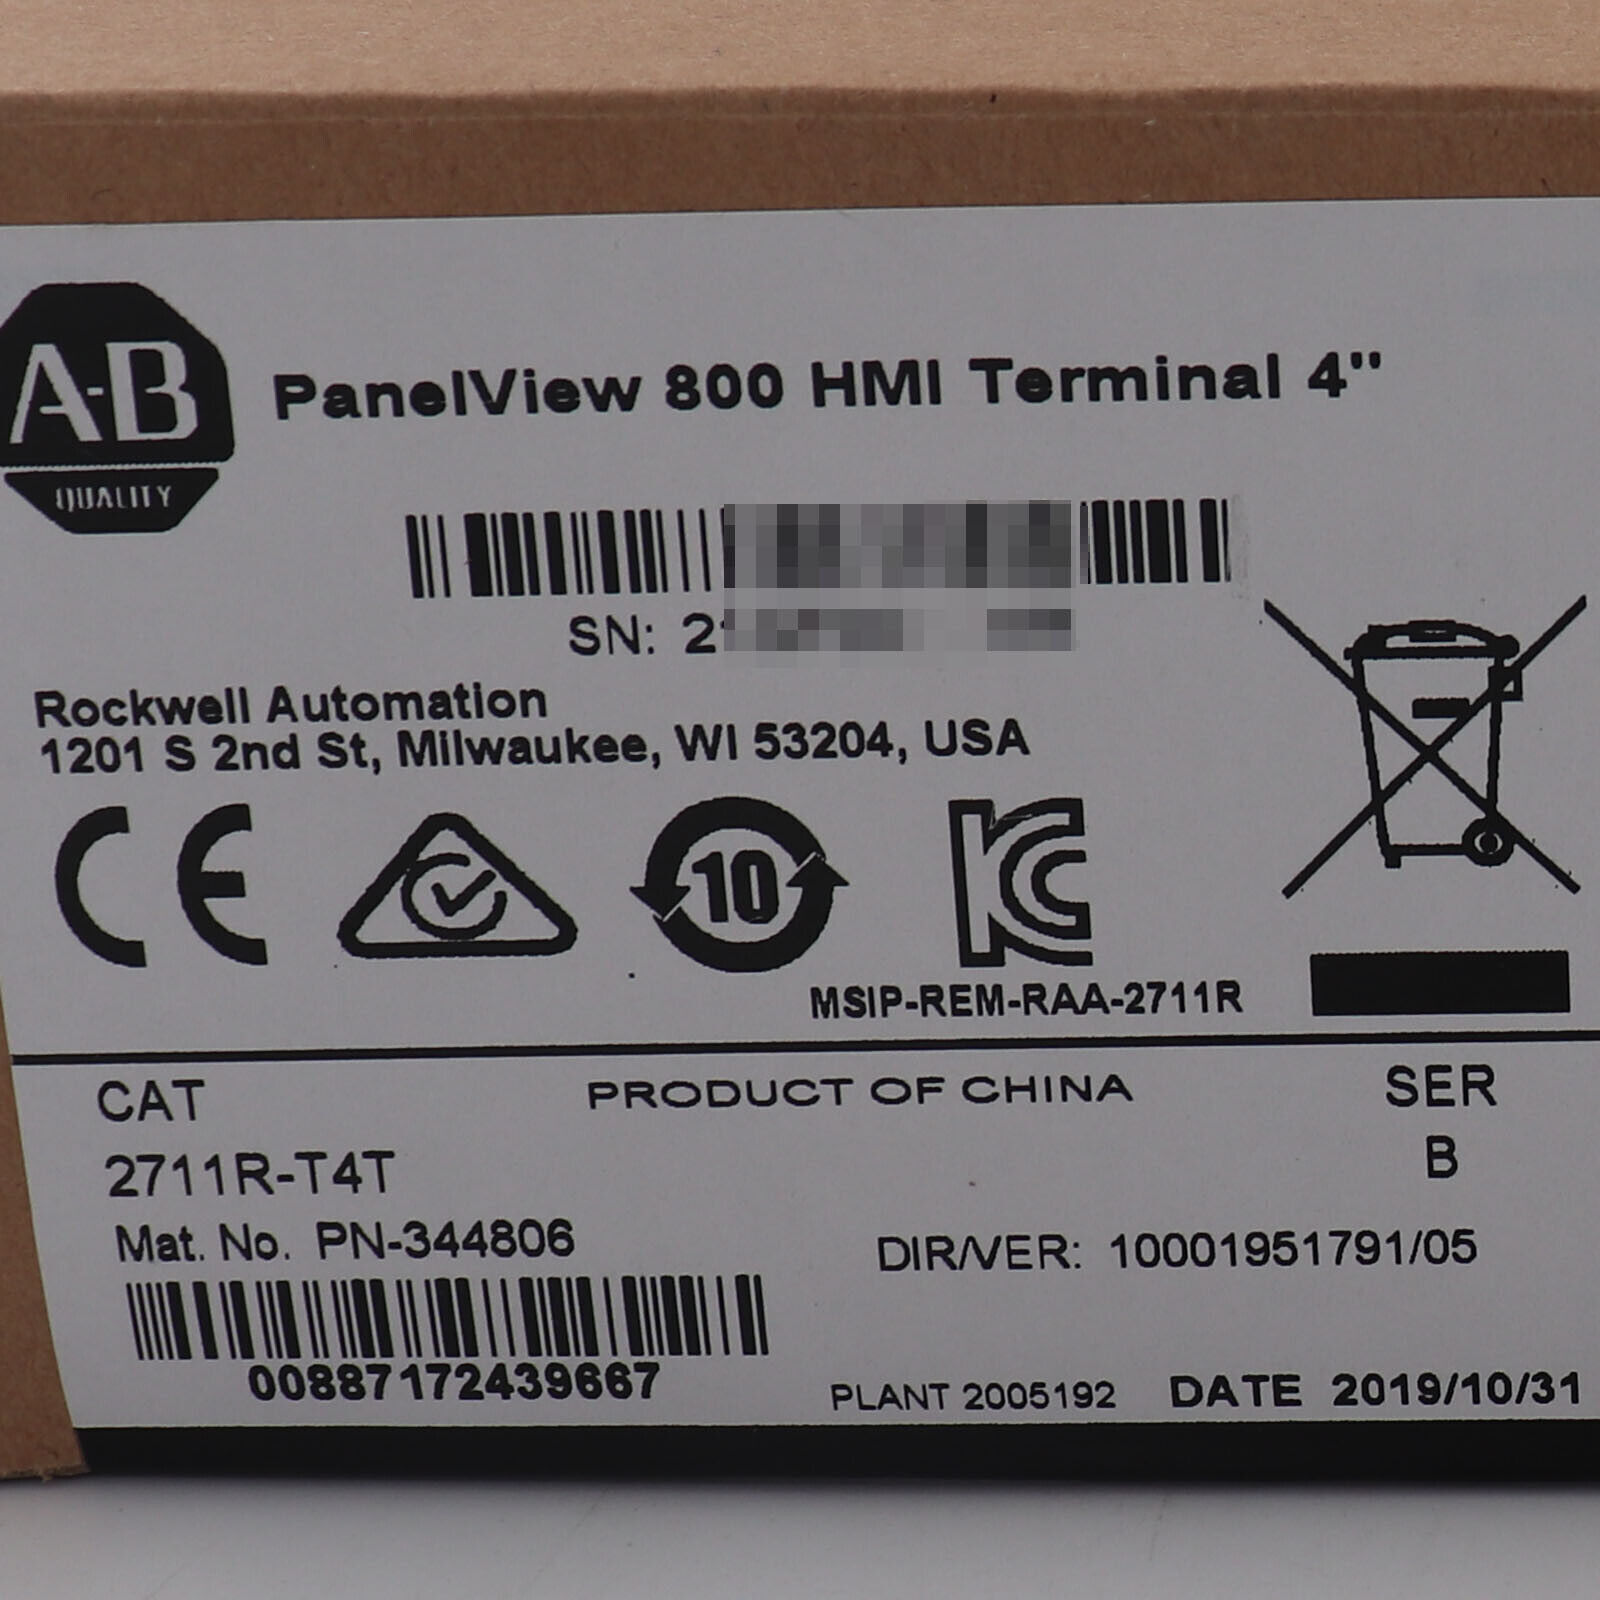 A-B
QUALITY
PanelView 800 HMI Terminal 4"
SN: 2
Rockwell Automation
1201 S 2nd St, Milwaukee, WI 53204, USA
CE
10
KC
MSIP-REM-RAA-2711R
CAT
PRODUCT OF CHINA
SER
2711R-T4T
B
Mat. No. PN-344806
DIR/VER: 10001951791/05
00887172439667
PLANT 2005192
DATE 2019/10/31